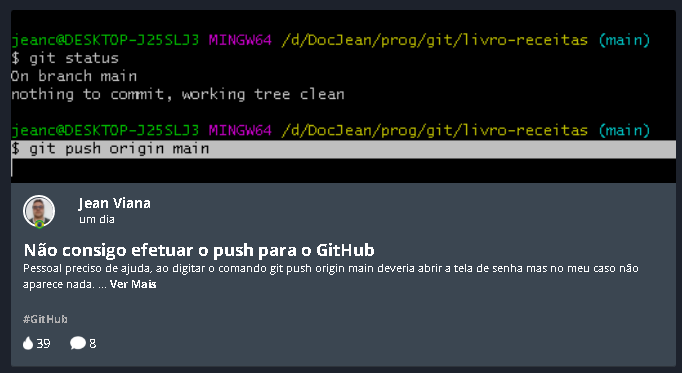 jeanc@DESKTOP-J25SLJ3 MINGW64 /d/DocJean/prog/git/livro-receitas (main)
$ git status
On branch main
nothing to commit, working tree clean
jeanc@DESKTOP-J25SLJ3 MINGW64 /d/DocJean/prog/git/livro-receitas (main)
$ git push origin main
Jean Viana
um dia
Não consigo efetuar o push para o GitHub
Pessoal preciso de ajuda, ao digitar o comando git push origin main deveria abrir a tela de senha mas no meu caso não
aparece nada. ... Ver Mais
#GitHub
39 8